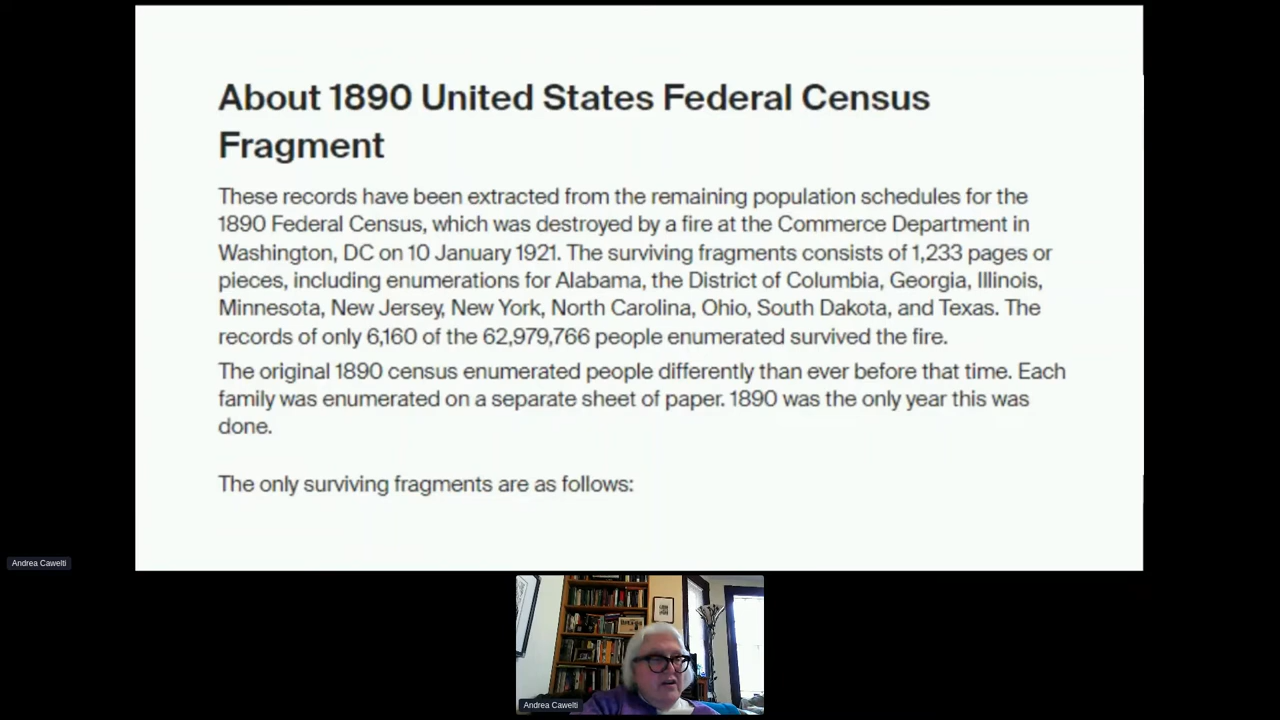 About 1890 United States Federal Census
Fragment
These records have been extracted from the remaining population schedules for the
1890 Federal Census, which was destroyed by a fire at the Commerce Department in
Washington, DC on 10 January 1921. The surviving fragments consists of 1,233 pages or
pieces, including enumerations for Alabama, the District of Columbia, Georgia, Illinois,
Minnesota, New Jersey, New York, North Carolina, Ohio, South Dakota, and Texas. The
records of only 6,160 of the 62,979,766 people enumerated survived the fire.
The original 1890 census enumerated people differently than ever before that time. Each
family was enumerated on a separate sheet of paper. 1890 was the only year this was
done.
The only surviving fragments are as follows:
Andrea Cawelti
Andrea Cawelti